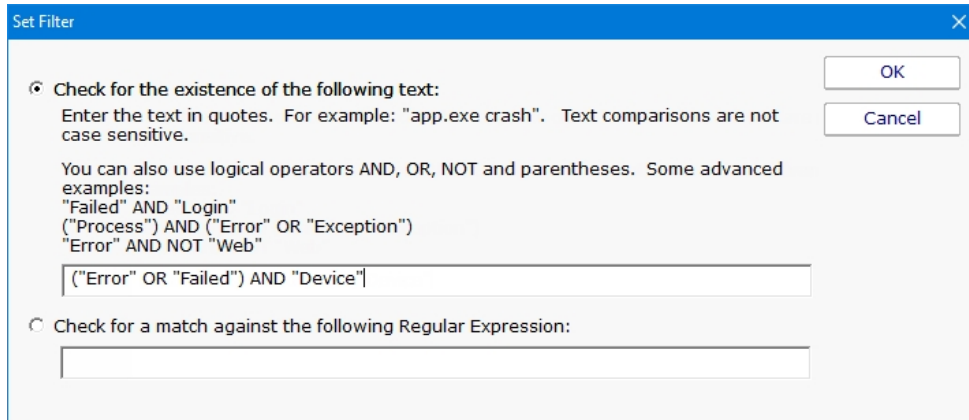 Set Filter
OK
Check for the existence of the following text:
Enter the text in quotes. For example: "app.exe crash". Text comparisons are not
case sensitive.
Cancel
You can also use logical operators AND, OR, NOT and parentheses. Some advanced
examples:
"Failed" AND "Login"
("Process") AND ("Error" OR "Exception")
"Error" AND NOT "Web"
("Error" OR "Failed") AND "Device"
Check for a match against the following Regular Expression: